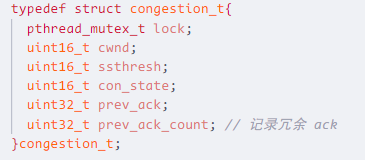 typedef struct congestion_t{
pthread_mutex_t lock;
uint16_t cwnd;
uint16_t ssthresh;
uint16_t con_state;
uint32_t prev_ack;
uint32_t prev_ack_count; // 记录冗余 ack
}congestion_t;